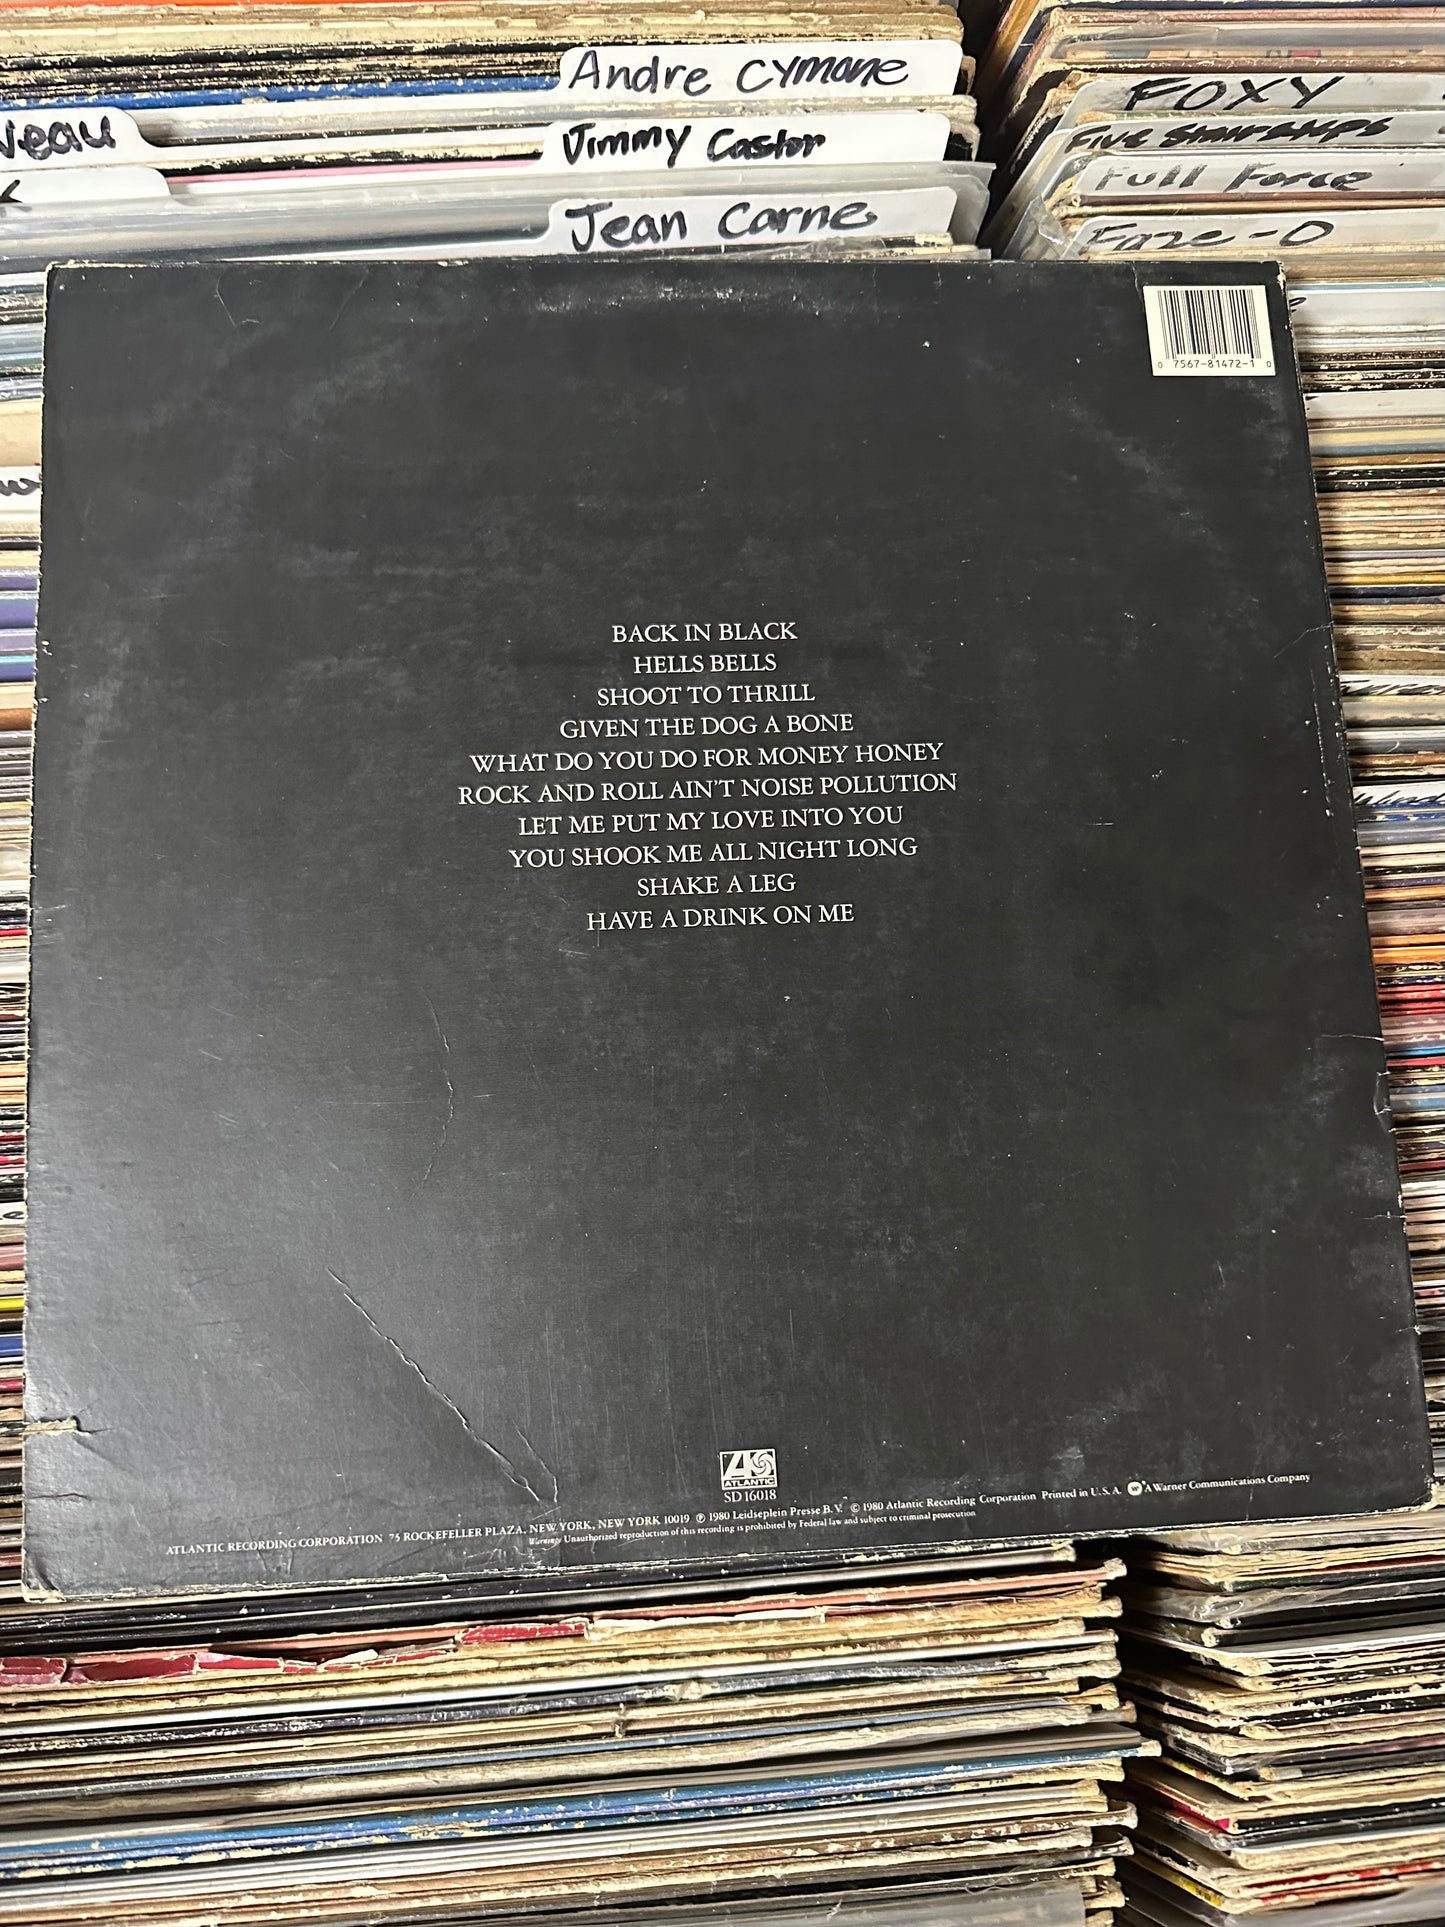 Andre Cymone
veau
Jimmy Castor
Jean Carne
FOXY
Five Stairsteps
Full Force
Faze-O
0 7567-81472-1 0
BACK IN BLACK
HELLS BELLS
SHOOT TO THRILL
GIVEN THE DOG A BONE
WHAT DO YOU DO FOR MONEY HONEY
ROCK AND ROLL AIN'T NOISE POLLUTION
LET ME PUT MY LOVE INTO YOU
YOU SHOOK ME ALL NIGHT LONG
SHAKE A LEG
HAVE A DRINK ON ME
ATLANTIC
SD 16018
ATLANTIC RECORDING CORPORATION 75 ROCKEFELLER PLAZA, NEW YORK, NEW YORK 10019 ℗ 1980 Leidseplein Presse B.V. © 1980 Atlantic Recording Corporation Printed in U.S.A. A Warner Communications Company
Warning: Unauthorized reproduction of this recording is prohibited by Federal law and subject to criminal prosecution